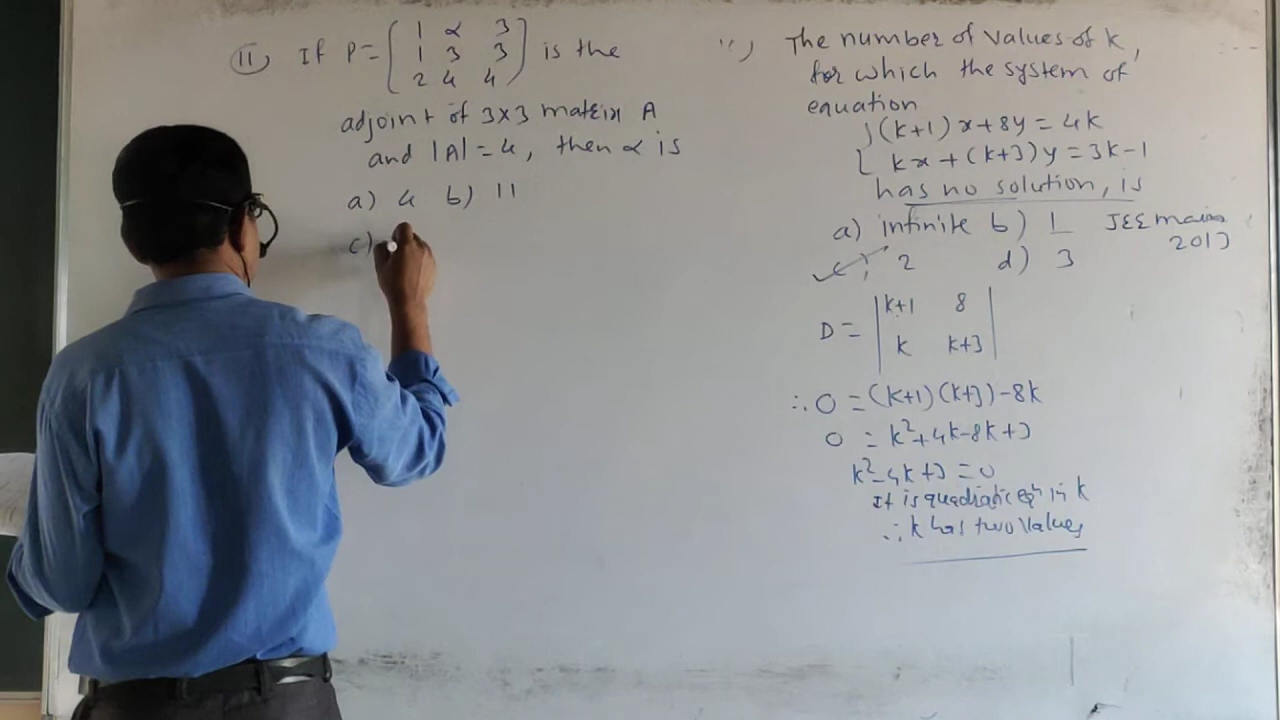 11) If P = [ 1 α 3
1 3 3
2 4 4 ] is the
adjoint of 3x3 matrix A
and |A| = 4, then α is
a) 4 b) 11
c)
The number of values of k,
for which the system of
equation
{ (k+1)x + 8y = 4k
kx + (k+3)y = 3k-1
has no solution, is
a) infinite b) 1 JEE mains
2013
c) 2 d) 3
D = | k+1 8
k k+3 |
∴ 0 = (k+1)(k+3)-8k
0 = k²+4k-8k+3
k²-4k+3 = 0
It is quadratic eqn in k
∴ k has two values